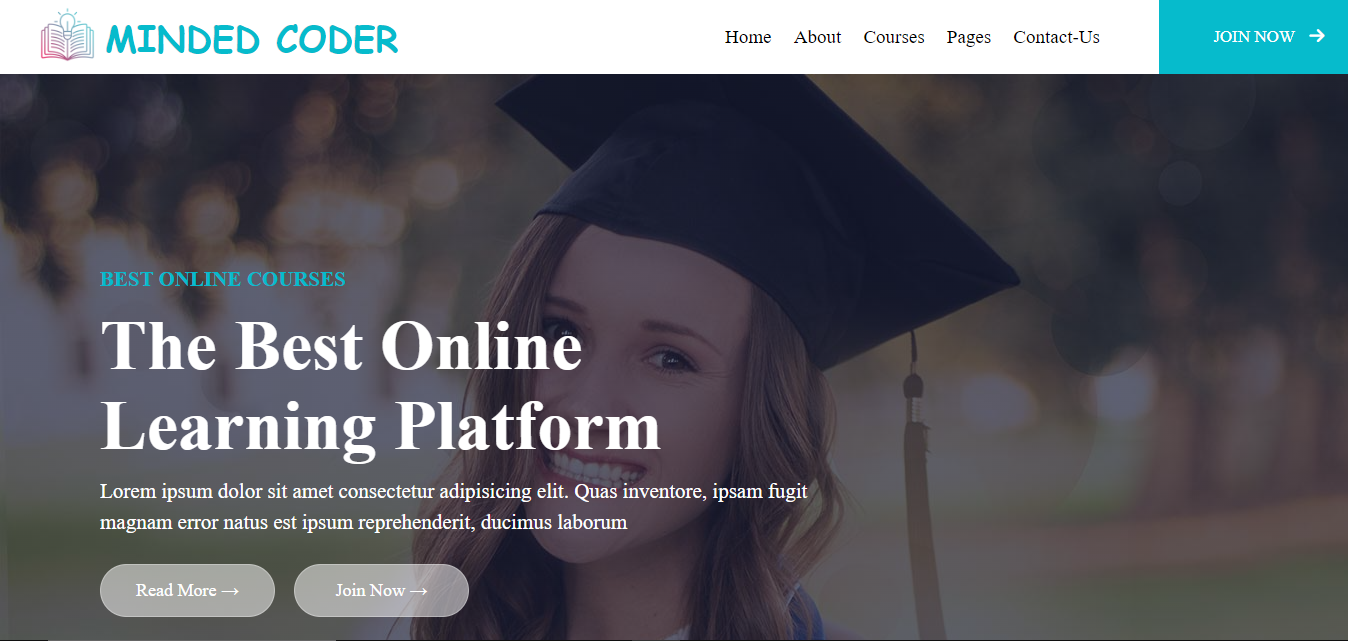 MINDED CODER
Home About Courses Pages Contact-Us
JOIN NOW →
BEST ONLINE COURSES
The Best Online
Learning Platform
Lorem ipsum dolor sit amet consectetur adipisicing elit. Quas inventore, ipsam fugit
magnam error natus est ipsum reprehenderit, ducimus laborum
Read More → Join Now →